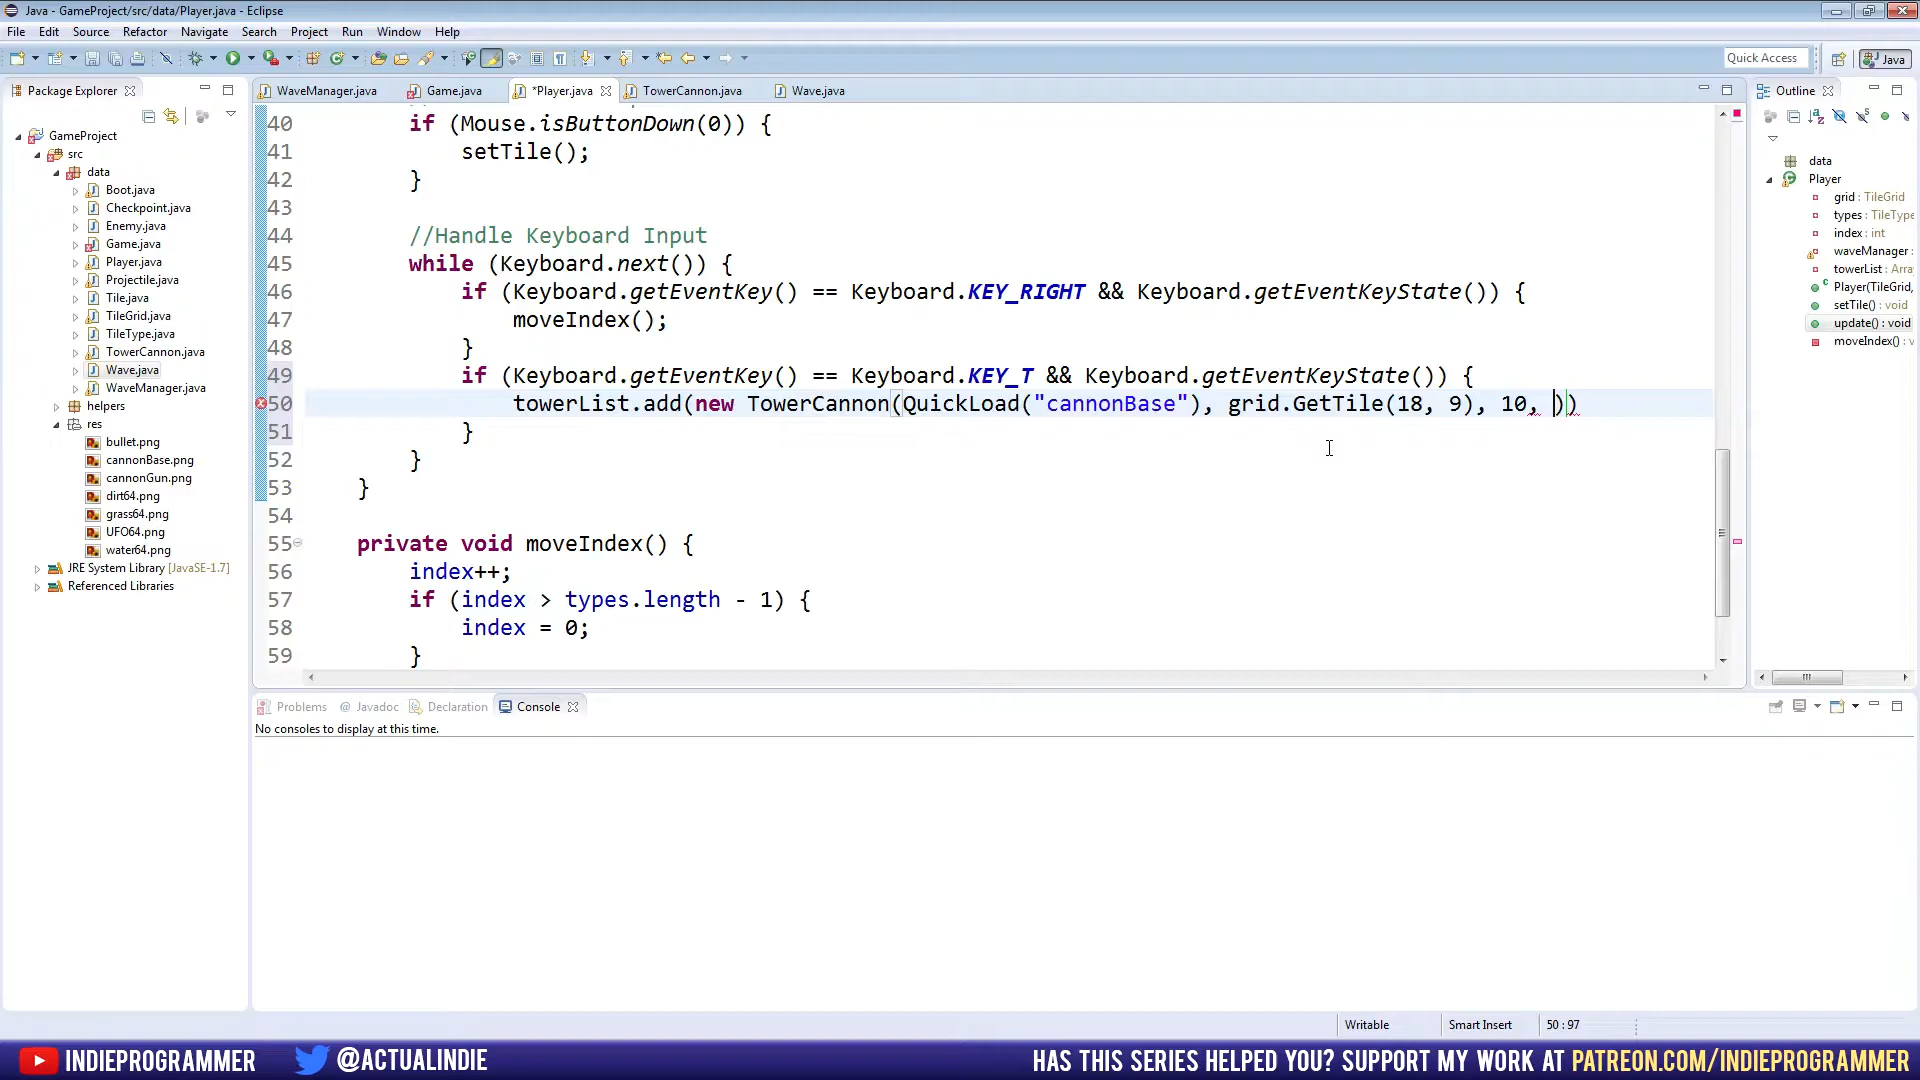 Java - GameProject/src/data/Player.java - Eclipse
File Edit Source Refactor Navigate Search Project Run Window Help
Quick Access
Java
Package Explorer
WaveManager.java
Game.java
*Player.java
TowerCannon.java
Wave.java
Outline
GameProject
src
data
Boot.java
Checkpoint.java
Enemy.java
Game.java
Player.java
Projectile.java
Tile.java
TileGrid.java
TileType.java
TowerCannon.java
Wave.java
WaveManager.java
helpers
res
bullet.png
cannonBase.png
cannonGun.png
dirt64.png
grass64.png
UFO64.png
water64.png
JRE System Library [JavaSE-1.7]
Referenced Libraries
40 if (Mouse.isButtonDown(0)) {
41 setTile();
42 }
43
44 //Handle Keyboard Input
45 while (Keyboard.next()) {
46 if (Keyboard.getEventKey() == Keyboard.KEY_RIGHT && Keyboard.getEventKeyState()) {
47 moveIndex();
48 }
49 if (Keyboard.getEventKey() == Keyboard.KEY_T && Keyboard.getEventKeyState()) {
50 towerList.add(new TowerCannon(QuickLoad("cannonBase"), grid.GetTile(18, 9), 10, ))
51 }
52 }
53 }
54
55 private void moveIndex() {
56 index++;
57 if (index > types.length - 1) {
58 index = 0;
59 }
data
Player
grid : TileGrid
types : TileType
index : int
waveManager :
towerList : Arra
Player(TileGrid,
setTile() : void
update() : void
moveIndex() : v
Problems
@ Javadoc
Declaration
Console
No consoles to display at this time.
Writable
Smart Insert
50 : 97
INDIEPROGRAMMER
@ACTUALINDIE
HAS THIS SERIES HELPED YOU? SUPPORT MY WORK AT PATREON.COM/INDIEPROGRAMMER